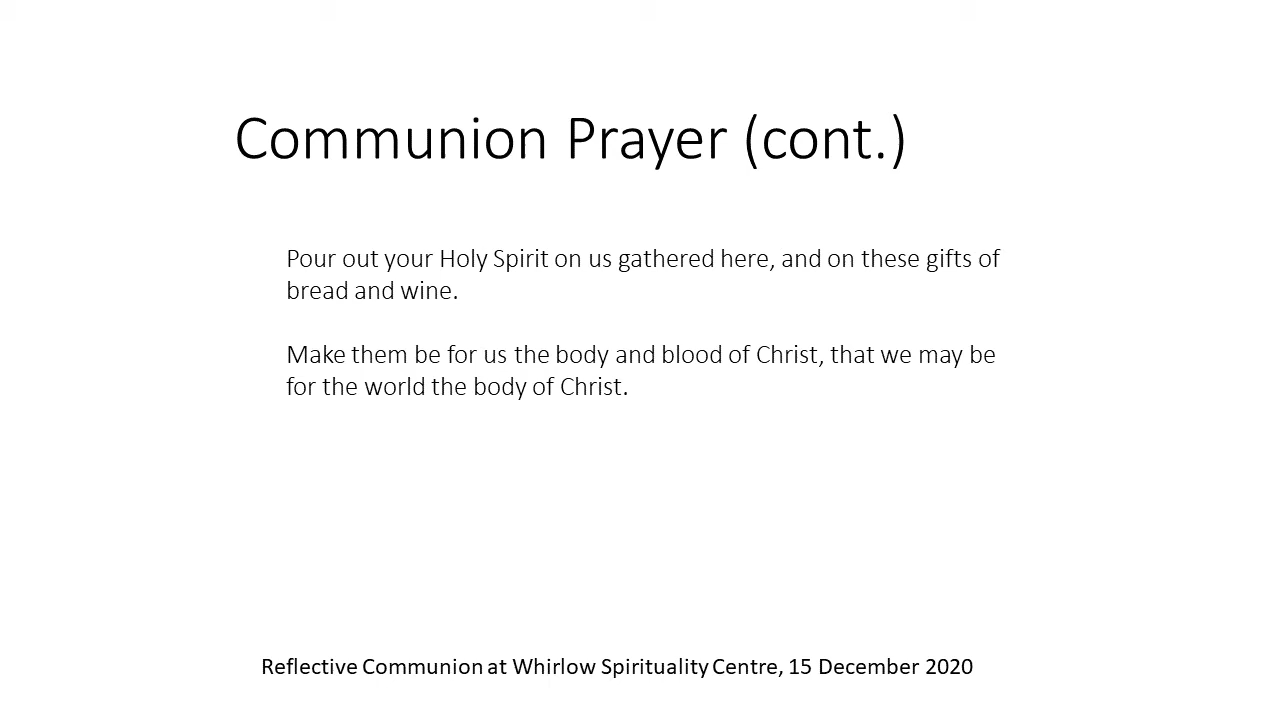 Communion Prayer (cont.)
Pour out your Holy Spirit on us gathered here, and on these gifts of
bread and wine.
Make them be for us the body and blood of Christ, that we may be
for the world the body of Christ.
Reflective Communion at Whirlow Spirituality Centre, 15 December 2020